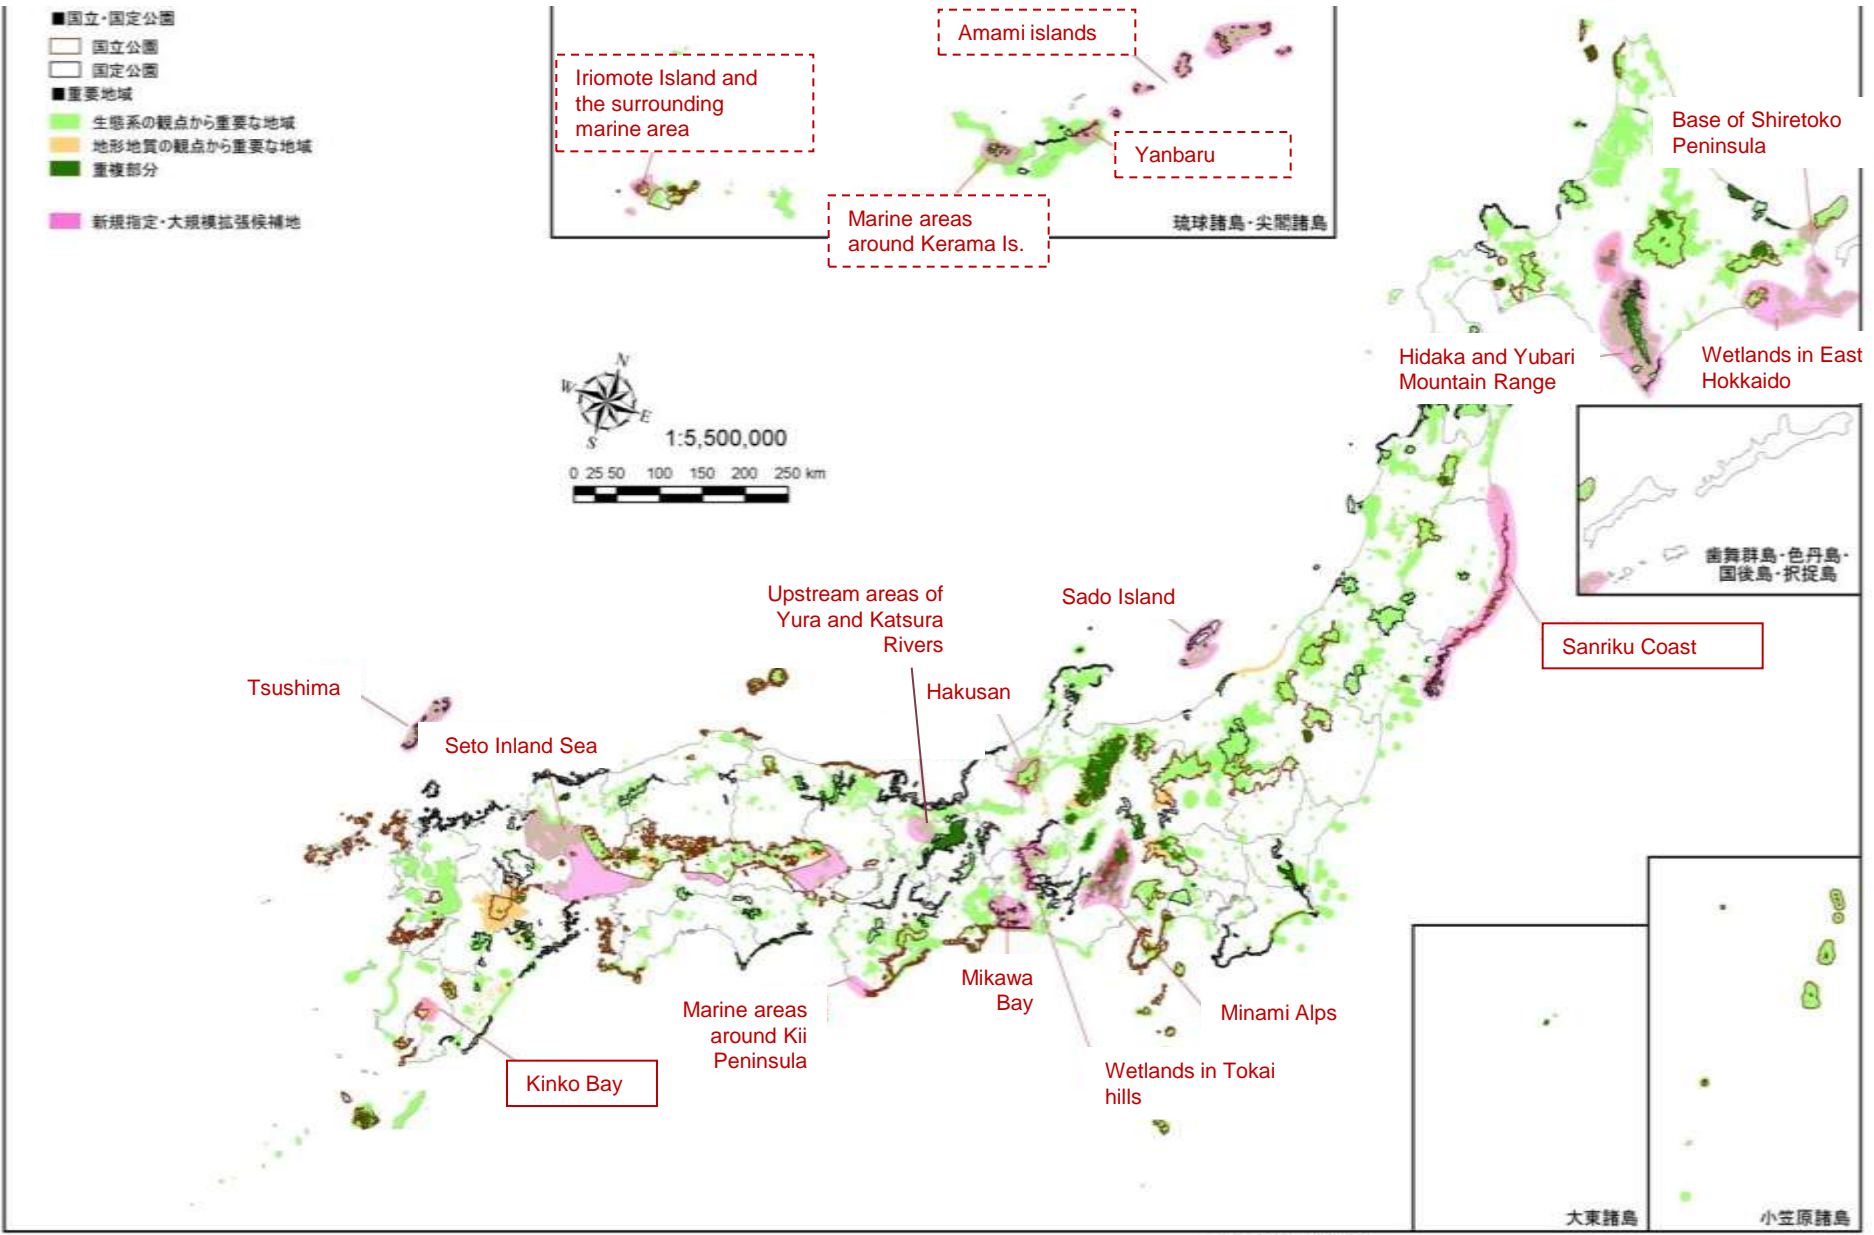 ■国立・国定公園
国立公園
国定公園
■重要地域
生態系の観点から重要な地域
地形地質の観点から重要な地域
重複部分
新規指定・大規模拡張候補地
Iriomote Island and
the surrounding
marine area
Amami islands
Yanbaru
Marine areas
around Kerama Is.
琉球諸島・尖閣諸島
Base of Shiretoko
Peninsula
Hidaka and Yubari
Mountain Range
Wetlands in East
Hokkaido
N
W
E
S
1:5,500,000
0 25 50 100 150 200 250 km
歯舞群島・色丹島・
国後島・択捉島
Upstream areas of
Yura and Katsura
Rivers
Sado Island
Sanriku Coast
Tsushima
Hakusan
Seto Inland Sea
Mikawa
Bay
Marine areas
around Kii
Peninsula
Minami Alps
Kinko Bay
Wetlands in Tokai
hills
大東諸島
小笠原諸島